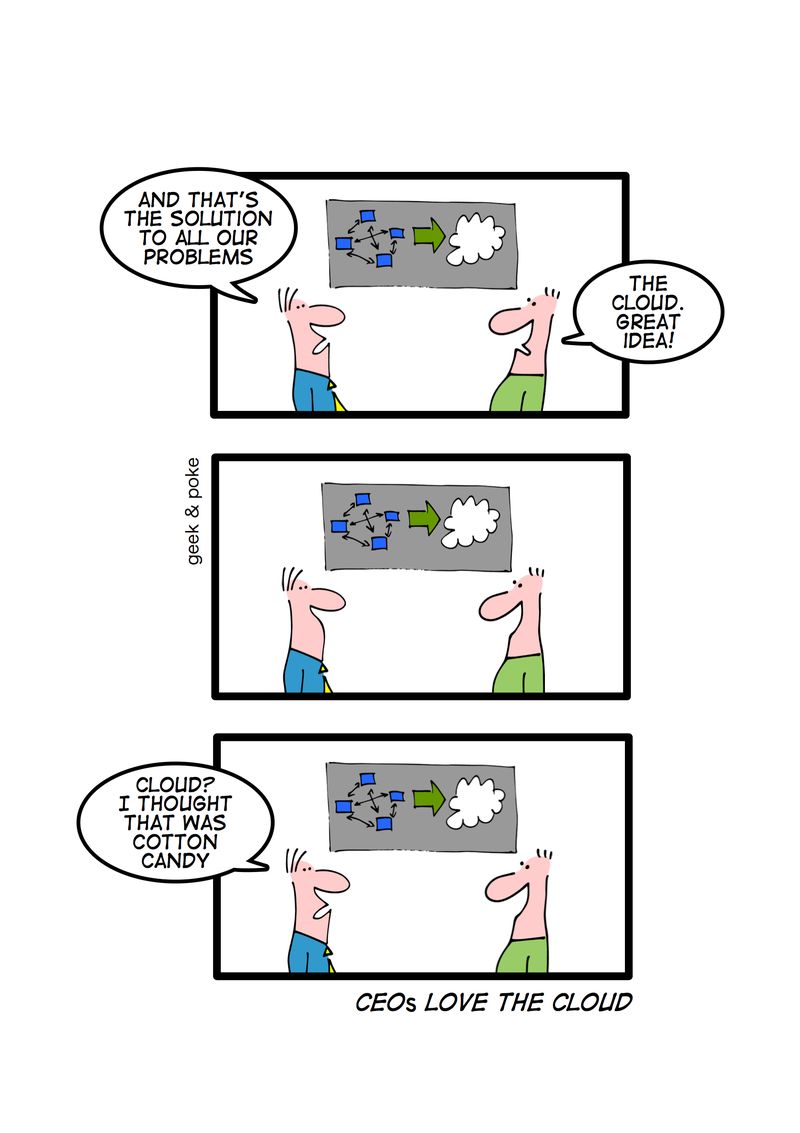 AND THAT'S
THE SOLUTION
TO ALL OUR
PROBLEMS
THE
CLOUD.
GREAT
IDEA!
geek & poke
CLOUD?
I THOUGHT
THAT WAS
COTTON
CANDY
CEOs LOVE THE CLOUD